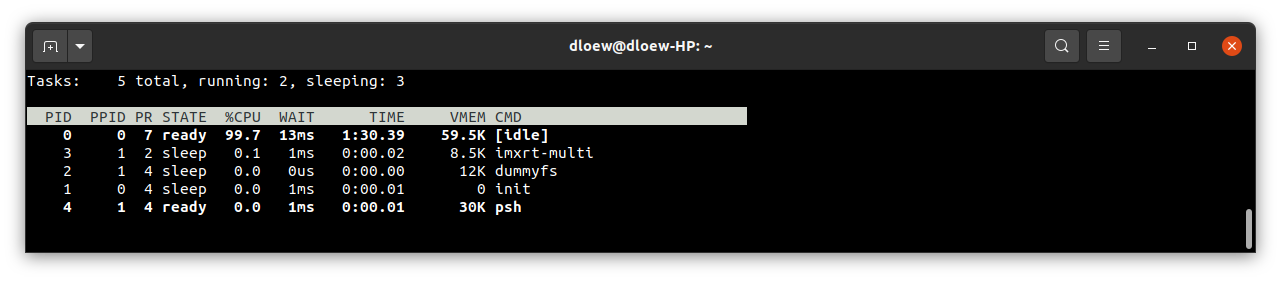 dloew@dloew-HP: ~
Tasks:    5 total, running: 2, sleeping: 3
  PID  PPID PR STATE  %CPU  WAIT      TIME     VMEM CMD
    0     0  7 ready  99.7  13ms   1:30.39    59.5K [idle]
    3     1  2 sleep   0.1   1ms   0:00.02     8.5K imxrt-multi
    2     1  4 sleep   0.0   0us   0:00.00      12K dummyfs
    1     0  4 sleep   0.0   1ms   0:00.01        0 init
    4     1  4 ready   0.0   1ms   0:00.01      30K psh